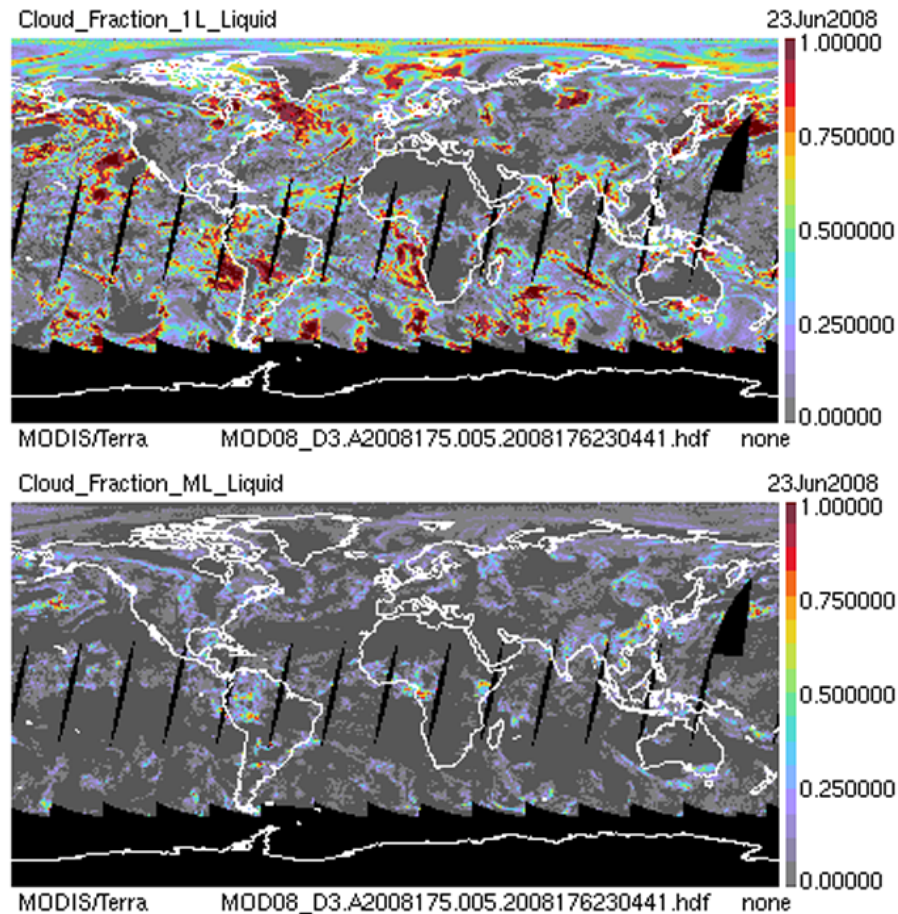 Cloud_Fraction_1L_Liquid 23Jun2008
1.00000
0.750000
0.500000
0.250000
0.00000
MODIS/Terra MOD08_D3.A2008175.005.2008176230441.hdf none
Cloud_Fraction_ML_Liquid 23Jun2008
1.00000
0.750000
0.500000
0.250000
0.00000
MODIS/Terra MOD08_D3.A2008175.005.2008176230441.hdf none